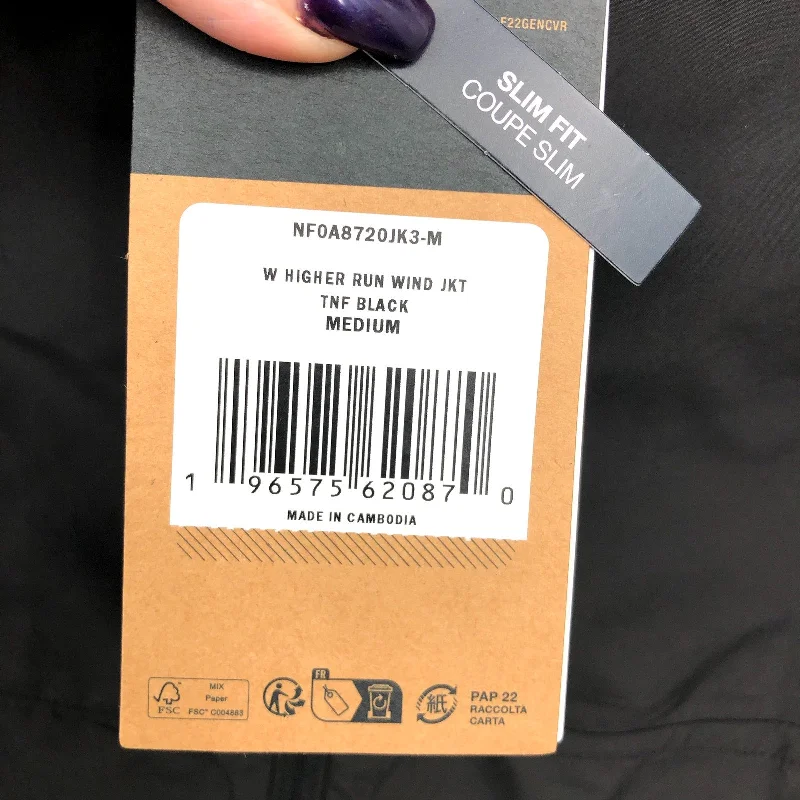 F22GENCVR
SLIM FIT
COUPE SLIM
NF0A8720JK3-M
W HIGHER RUN WIND JKT
TNF BLACK
MEDIUM
1 96575 62087 0
MADE IN CAMBODIA
FSC
MIX
Paper
FSC® C004883
FR
紙
PAP 22
RACCOLTA
CARTA